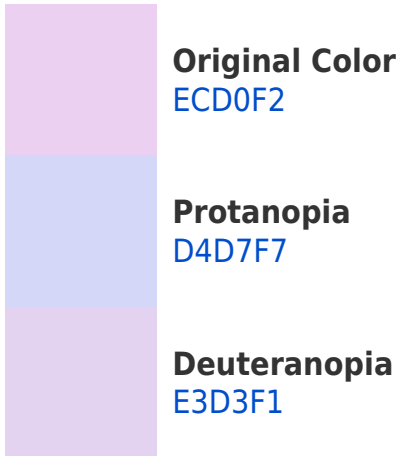 Original Color
ECD0F2
Protanopia
D4D7F7
Deuteranopia
E3D3F1